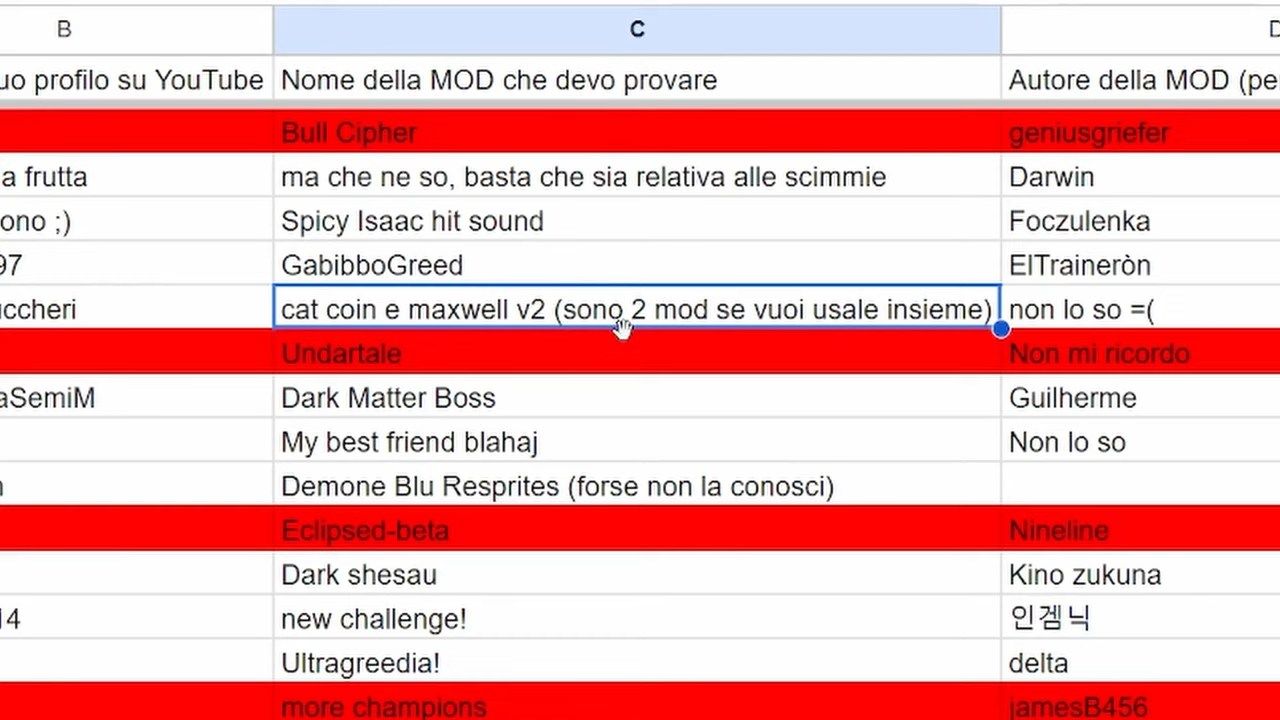 B C D
uo profilo su YouTube Nome della MOD che devo provare Autore della MOD (pe
Bull Cipher geniusgriefer
a frutta ma che ne so, basta che sia relativa alle scimmie Darwin
ono ;) Spicy Isaac hit sound Foczulenka
97 GabibboGreed ElTraineròn
ccheri cat coin e maxwell v2 (sono 2 mod se vuoi usale insieme) non lo so =(
Undartale Non mi ricordo
aSemiM Dark Matter Boss Guilherme
My best friend blahaj Non lo so
Demone Blu Resprites (forse non la conosci)
Eclipsed-beta Nineline
Dark shesau Kino zukuna
14 new challenge! 인겜닉
Ultragreedia! delta
more champions jamesB456